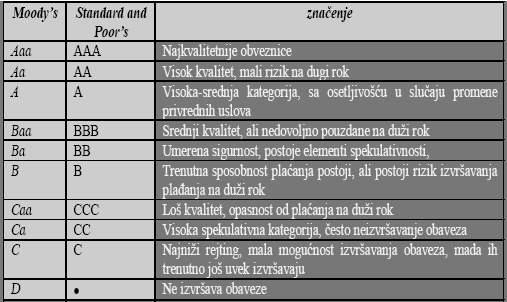 Moody's Standard and Poor's značenje
Aaa AAA Najkvalitetnije obveznice
Aa AA Visok kvalitet, mali rizik na dugi rok
A A Visoka-srednja kategorija, sa osetljivošću u slučaju promene
privrednih uslova
Baa BBB Srednji kvalitet, ali nedovoljno pouzdane na duži rok
Ba BB Umerena sigurnost, postoje elementi spekulativnosti,
B B Trenutna sposobnost plaćanja postoji, ali postoji rizik izvršavanja
plađanja na duži rok
Caa CCC Loš kvalitet, opasnost od plaćanja na duži rok
Ca CC Visoka spekulativna kategorija, često neizvršavanje obaveza
C C Najniži rejting, mala mogućnost izvršavanja obaveza, mada ih
trenutno još uvek izvršavaju
D • Ne izvršava obaveze